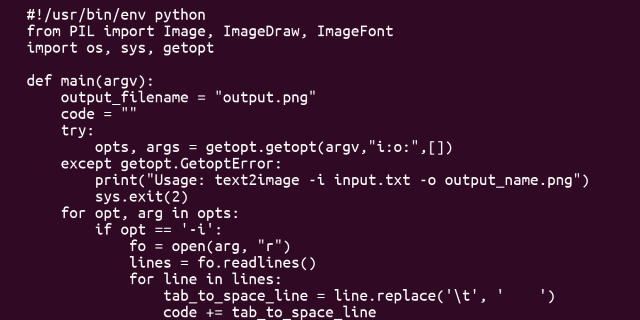 #!/usr/bin/env python
from PIL import Image, ImageDraw, ImageFont
import os, sys, getopt

def main(argv):
    output_filename = "output.png"
    code = ""
    try:
        opts, args = getopt.getopt(argv,"i:o:",[])
    except getopt.GetoptError:
        print("Usage: text2image -i input.txt -o output_name.png")
        sys.exit(2)
    for opt, arg in opts:
        if opt == '-i':
            fo = open(arg, "r")
            lines = fo.readlines()
            for line in lines:
                tab_to_space_line = line.replace('\t', '    ')
                code += tab_to_space_line